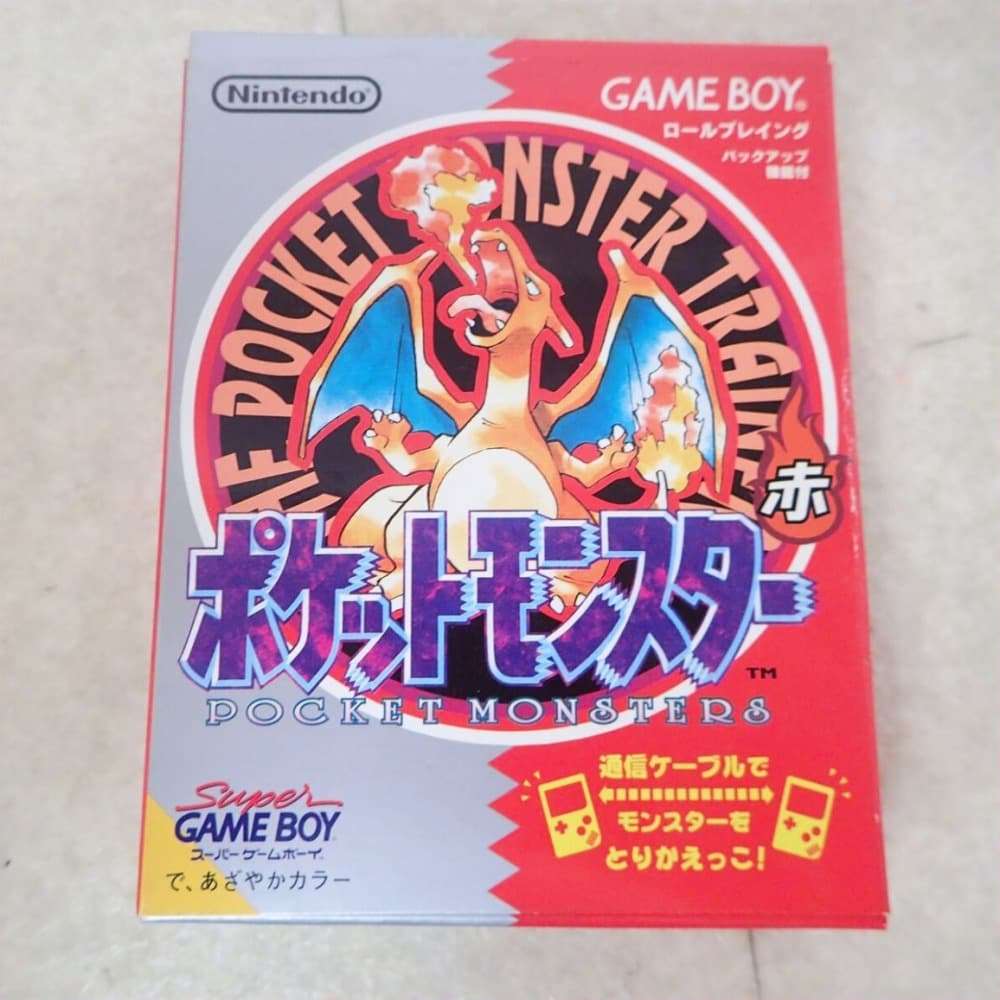 Nintendo
GAME BOY®
ロールプレイング
バックアップ
機能付
THE POCKET MONSTER TRAINE
赤
ポケットモンスター
TM
POCKET MONSTERS
Super
GAME BOY
スーパーゲームボーイ
で、あざやかカラー
通信ケーブルで
モンスターを
とりかえっこ!